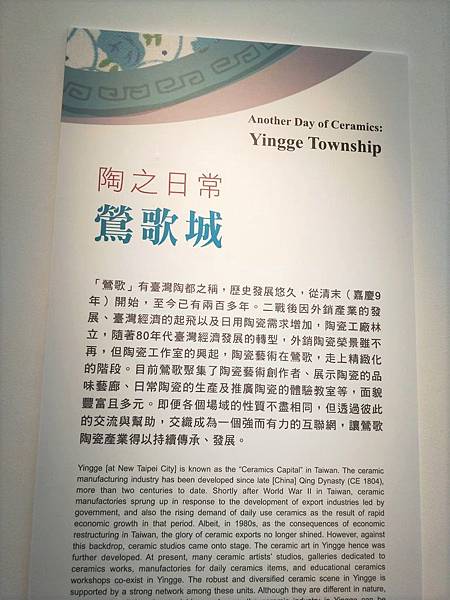 Another Day of Ceramics:
Yingge Township
陶之日常
鶯歌城
「鶯歌」有臺灣陶都之稱，歷史發展悠久，從清末（嘉慶9
年）開始，至今已有兩百多年。二戰後因外銷產業的發
展、臺灣經濟的起飛以及日用陶瓷需求增加，陶瓷工廠林
立，隨著80年代臺灣經濟發展的轉型，外銷陶瓷榮景雖不
再，但陶瓷工作室的興起，陶瓷藝術在鶯歌，走上精緻化
的階段。目前鶯歌聚集了陶瓷藝術創作者、展示陶瓷的品
味藝廊、日常陶瓷的生產及推廣陶瓷的體驗教室等，面貌
豐富且多元。即便各個場域的性質不盡相同，但透過彼此
的交流與幫助，交織成為一個強而有力的互聯網，讓鶯歌
陶瓷產業得以持續傳承、發展。
Yingge [at New Taipei City] is known as the “Ceramics Capital” in Taiwan. The ceramic
manufacturing industry has been developed since late [China] Qing Dynasty (CE 1804),
more than two centuries to date. Shortly after World War II in Taiwan, ceramic
manufactories sprung up in response to the development of export industries led by
government, and also the rising demand of daily use ceramics as the result of rapid
economic growth in that period. Albeit, in 1980s, as the consequences of economic
restructuring in Taiwan, the glory of ceramic exports no longer shined. However, against
this backdrop, ceramic studios came onto stage. The ceramic art in Yingge hence was
further developed. At present, many ceramic artists’ studios, galleries dedicated to
ceramics works, manufactories for daily ceramics items, and educational ceramics
workshops co-exist in Yingge. The robust and diversified ceramic scene in Yingge is
supported by a strong network among these units. Although they are different in nature,